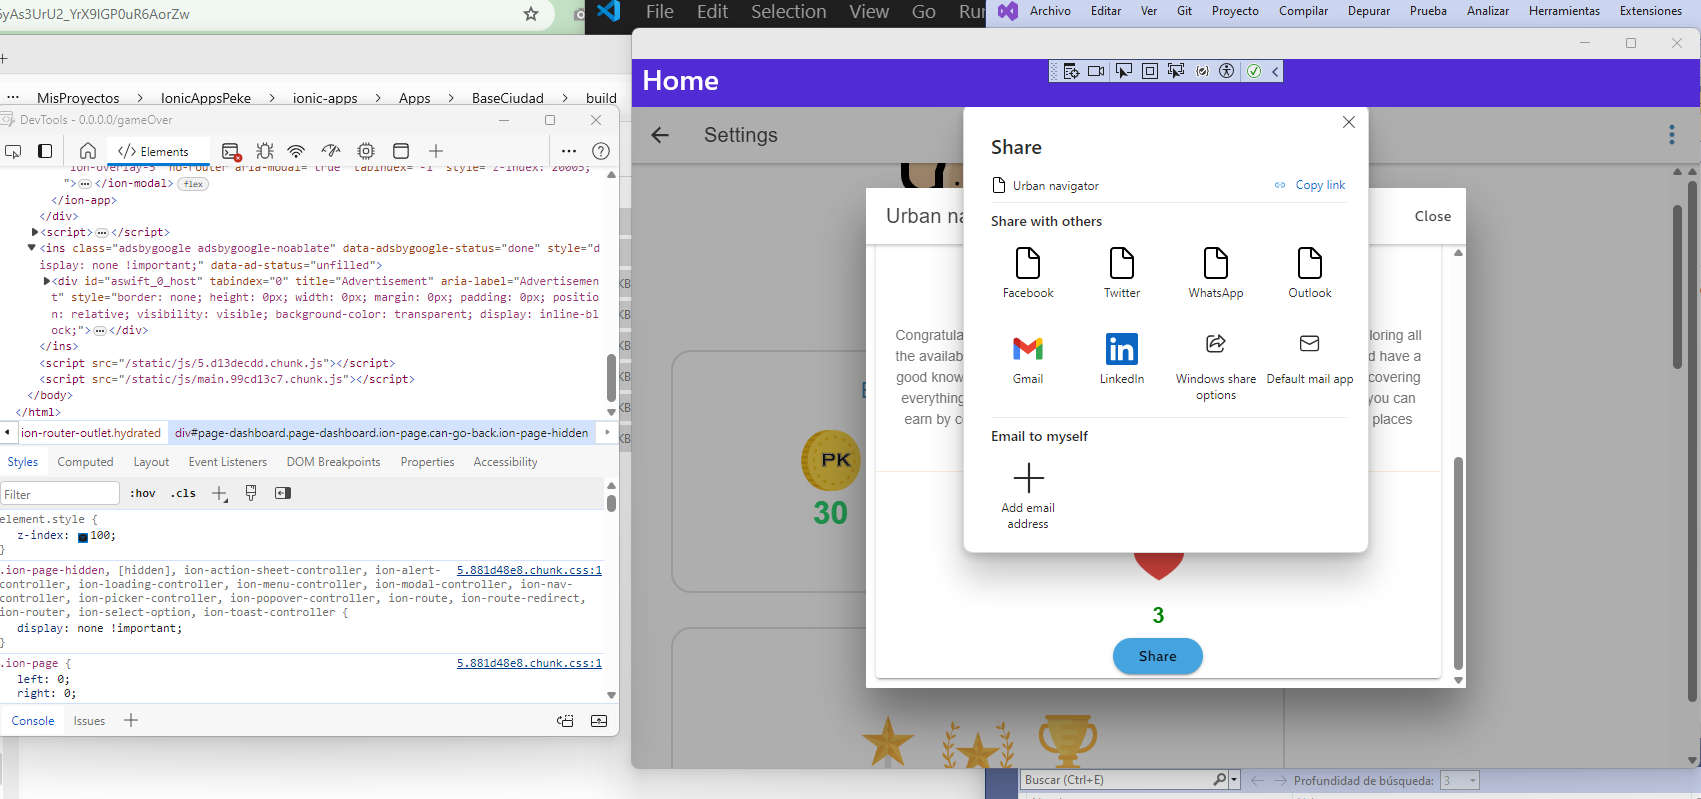 5yAs3UrU2_YrX9IGP0uR6AorZw
File Edit Selection View Go Run
Archivo Editar Ver Git Proyecto Compilar Depurar Prueba Analizar Herramientas Extensiones
··· MisProyectos > IonicAppsPeke > ionic-apps > Apps > BaseCiudad > build
DevTools - 0.0.0.0/gameOver
Elements
ion-overlay-5" no-router aria-modal="true" tabindex="-1" style="z-index: 20005;
">···</ion-modal> flex
</ion-app>
</div>
<script>···</script>
<ins class="adsbygoogle adsbygoogle-noablate" data-adsbygoogle-status="done" style="d
isplay: none !important;" data-ad-status="unfilled">
<div id="aswift_0_host" tabindex="0" title="Advertisement" aria-label="Advertisemen
t" style="border: none; height: 0px; width: 0px; margin: 0px; padding: 0px; positio
n: relative; visibility: visible; background-color: transparent; display: inline-bl
ock;">···</div>
</ins>
<script src="/static/js/5.d13decdd.chunk.js"></script>
<script src="/static/js/main.99cd13c7.chunk.js"></script>
</body>
</html>
ion-router-outlet.hydrated div#page-dashboard.page-dashboard.ion-page.can-go-back.ion-page-hidden
Styles Computed Layout Event Listeners DOM Breakpoints Properties Accessibility
Filter :hov .cls
element.style {
z-index: 100;
}
.ion-page-hidden, [hidden], ion-action-sheet-controller, ion-alert- 5.881d48e8.chunk.css:1
controller, ion-loading-controller, ion-menu-controller, ion-modal-controller, ion-nav-
controller, ion-picker-controller, ion-popover-controller, ion-route, ion-route-redirect,
ion-router, ion-select-option, ion-toast-controller {
display: none !important;
}
.ion-page { 5.881d48e8.chunk.css:1
left: 0;
right: 0;
Console Issues
KB
KB
KB
KB
KB
KB
Home
Settings
PK
30
Urban na
Close
Congratula
loring all
the availab
d have a
good know
covering
everything
you can
earn by c
places
Share
Urban navigator Copy link
Share with others
Facebook Twitter WhatsApp Outlook
Gmail LinkedIn Windows share options Default mail app
Email to myself
Add email
address
3
Share
Buscar (Ctrl+E) Profundidad de búsqueda: 3